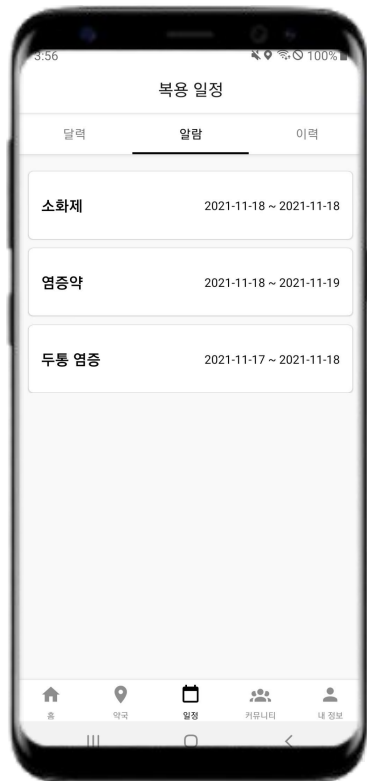 3:56 100%
복용 일정
달력 알람 이력
소화제 2021-11-18 ~ 2021-11-18
염증약 2021-11-18 ~ 2021-11-19
두통 염증 2021-11-17 ~ 2021-11-18
홈 약국 일정 커뮤니티 내 정보